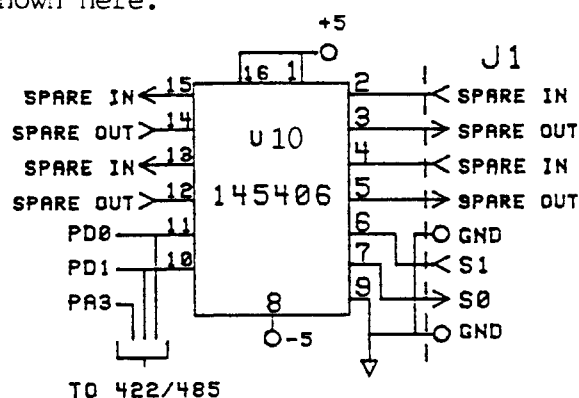 nown here.
+5
J1
16 1
15 2
SPARE IN SPARE IN
14 3
SPARE OUT U10 SPARE OUT
13 4
SPARE IN SPARE IN
12 145406 5
SPARE OUT SPARE OUT
11 6
PD0 GND
10 7
PD1 S1
9
PA3 S0
8
GND
-5
TO 422/485